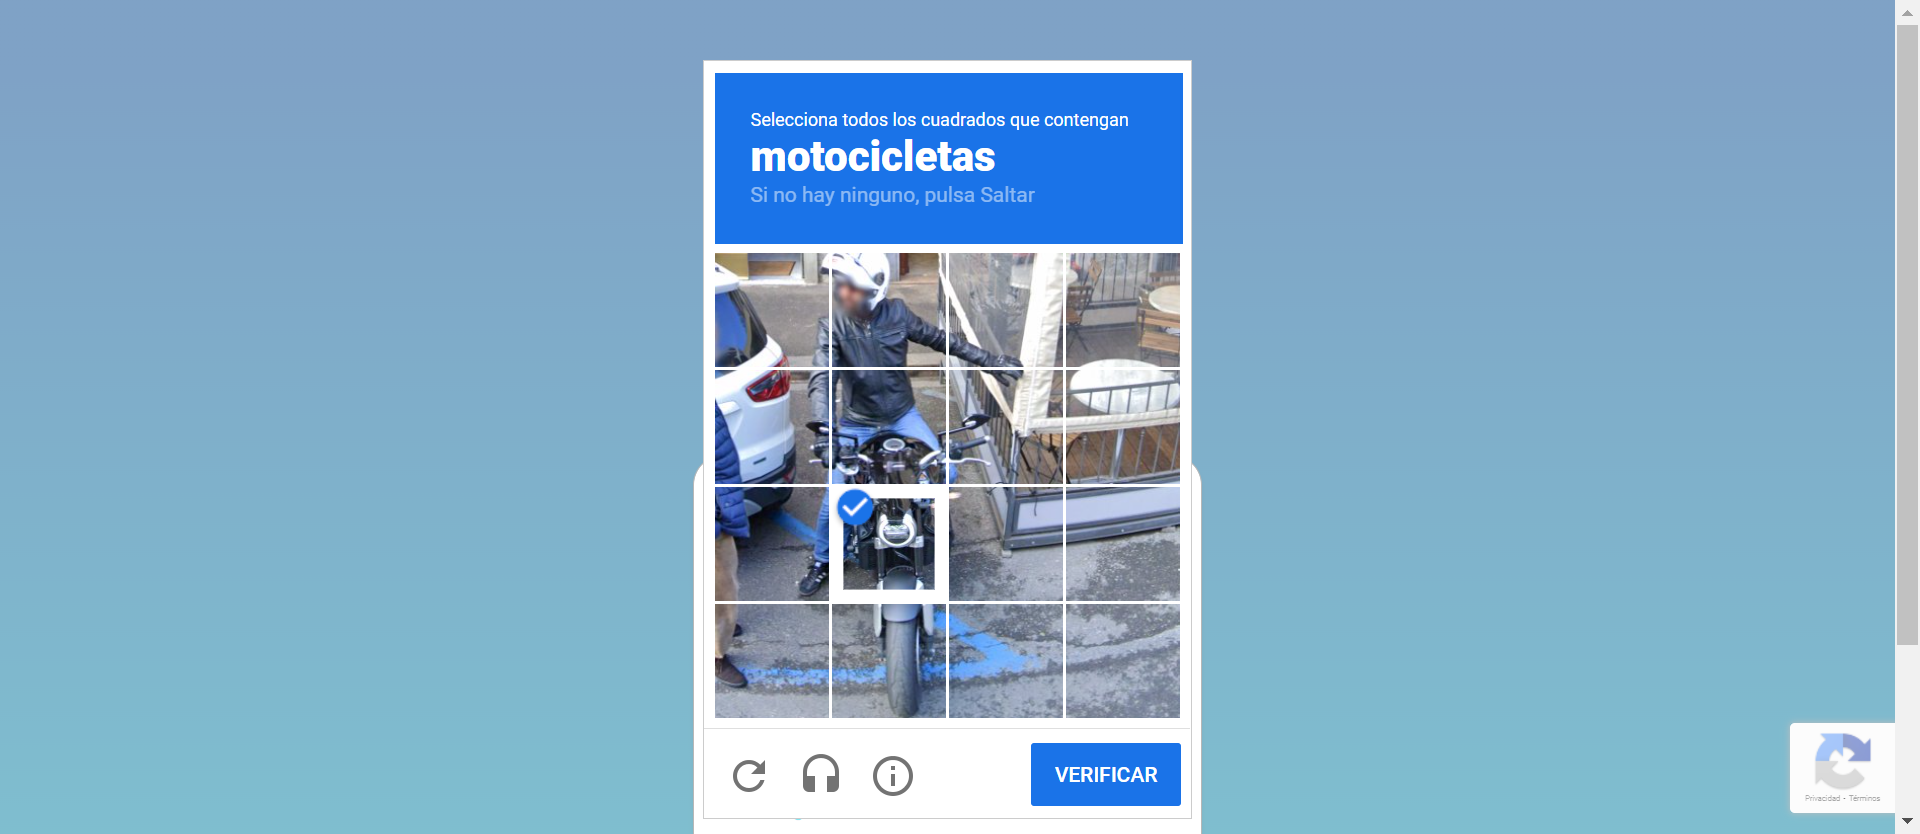 Selecciona todos los cuadrados que contengan
motocicletas
Si no hay ninguno, pulsa Saltar
VERIFICAR
Privacidad - Términos